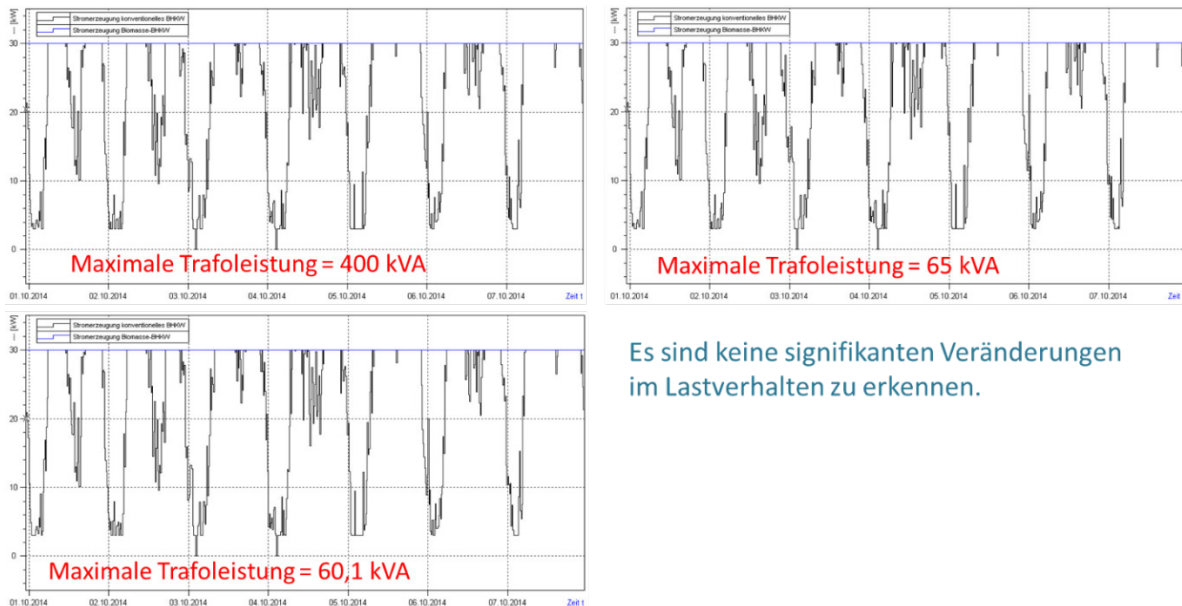 --- [kW]
Stromerzeugung konventionelles BHKW
Stromerzeugung Biomasse-BHKW
30
20
10
0
Maximale Trafoleistung = 400 kVA
01.10.2014 02.10.2014 03.10.2014 04.10.2014 05.10.2014 06.10.2014 07.10.2014 Zeit t
--- [kW]
Stromerzeugung konventionelles BHKW
Stromerzeugung Biomasse-BHKW
30
20
10
0
Maximale Trafoleistung = 65 kVA
01.10.2014 02.10.2014 03.10.2014 04.10.2014 05.10.2014 06.10.2014 07.10.2014 Zeit
--- [kW]
Stromerzeugung konventionelles BHKW
Stromerzeugung Biomasse-BHKW
30
20
10
0
Maximale Trafoleistung = 60,1 kVA
01.10.2014 02.10.2014 03.10.2014 04.10.2014 05.10.2014 06.10.2014 07.10.2014 Zeit t
Es sind keine signifikanten Veränderungen
im Lastverhalten zu erkennen.